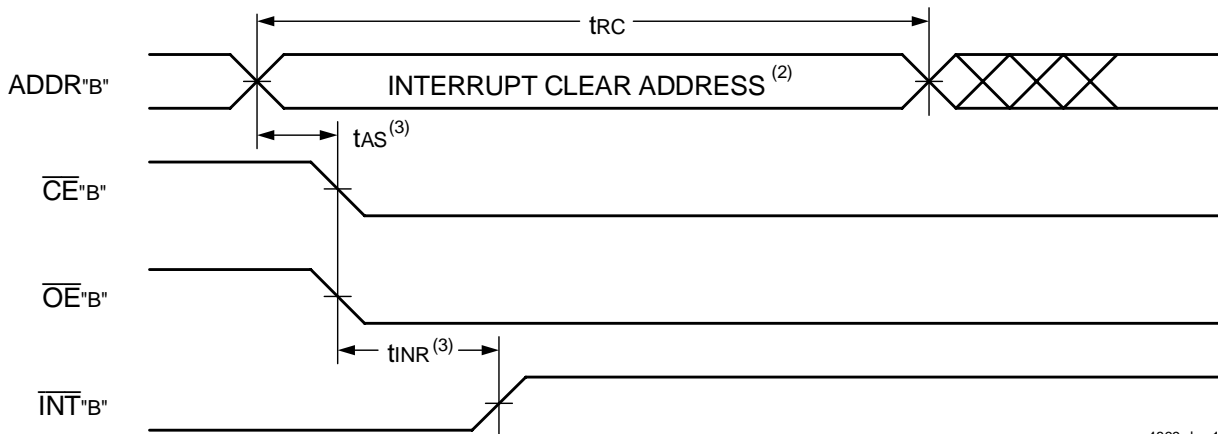 tRC
ADDR"B"
INTERRUPT CLEAR ADDRESS (2)
tAS (3)
CE"B"
OE"B"
tINR (3)
INT"B"